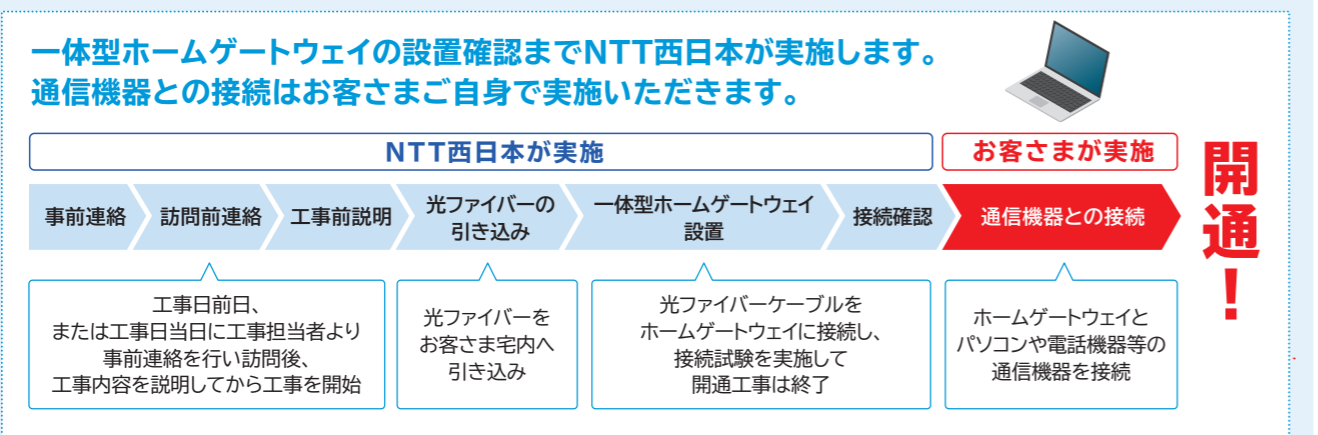 一体型ホームゲートウェイの設置確認までNTT西日本が実施します。
通信機器との接続はお客さまご自身で実施いただきます。
NTT西日本が実施
お客さまが実施
事前連絡
訪問前連絡
工事前説明
光ファイバーの
引き込み
一体型ホームゲートウェイ
設置
接続確認
通信機器との接続
開通！
工事日前日、
または工事日当日に工事担当者より
事前連絡を行い訪問後、
工事内容を説明してから工事を開始
光ファイバーを
お客さま宅内へ
引き込み
光ファイバーケーブルを
ホームゲートウェイに接続し、
接続試験を実施して
開通工事は終了
ホームゲートウェイと
パソコンや電話機器等の
通信機器を接続